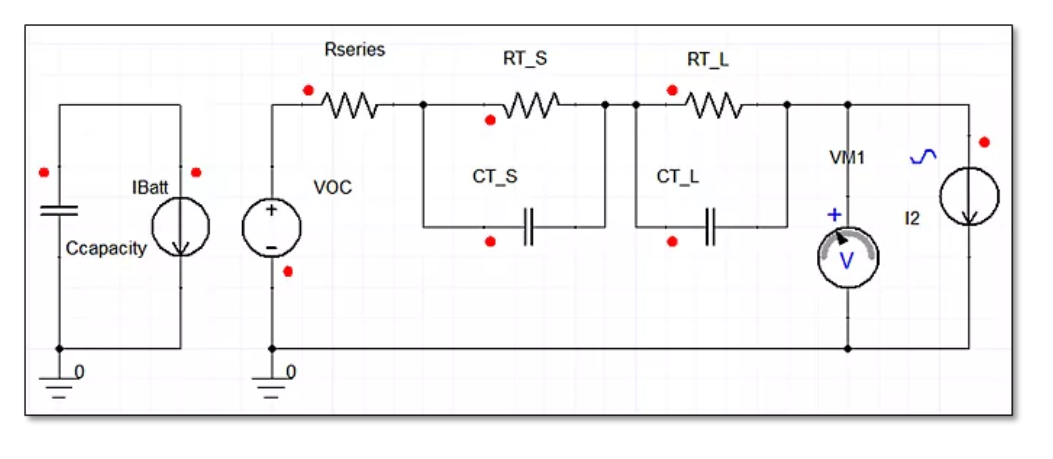 Rseries
RT_S
RT_L
VM1
IBatt
VOC
CT_S
CT_L
I2
Ccapacity
+
−
+
V
0
0